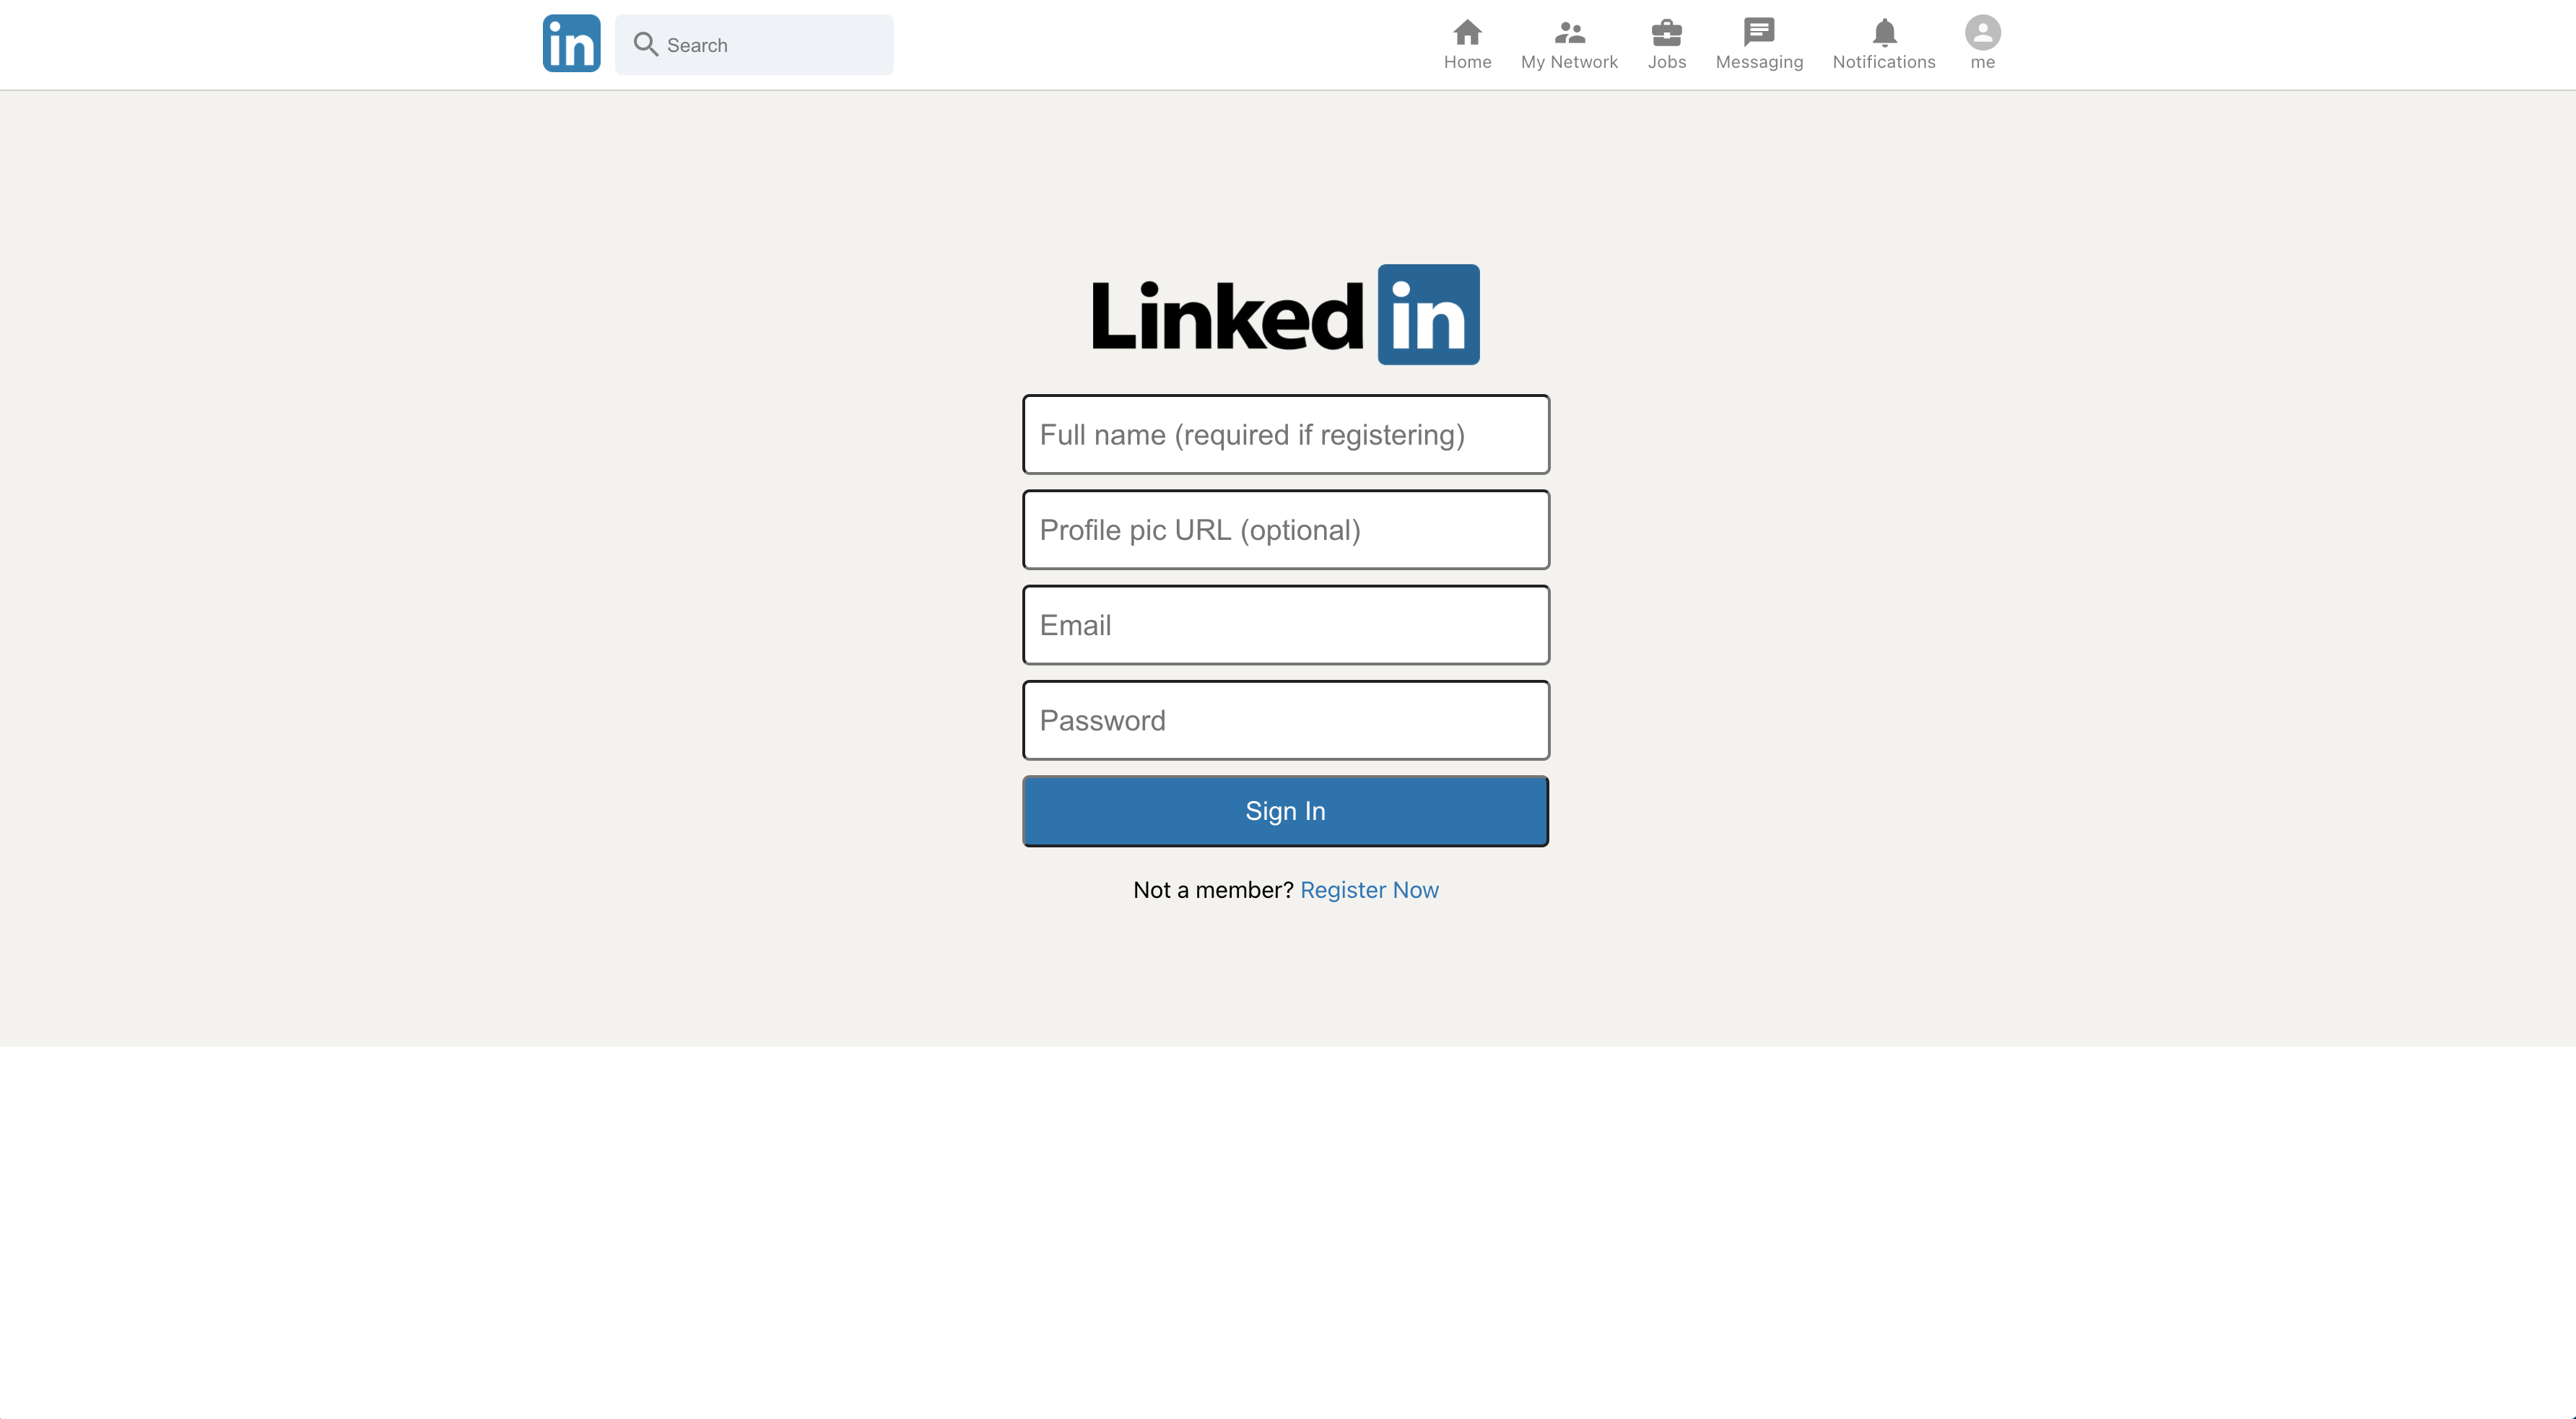 in
Search
Home
My Network
Jobs
Messaging
Notifications
me
Linked in
Full name (required if registering)
Profile pic URL (optional)
Email
Password
Sign In
Not a member? Register Now